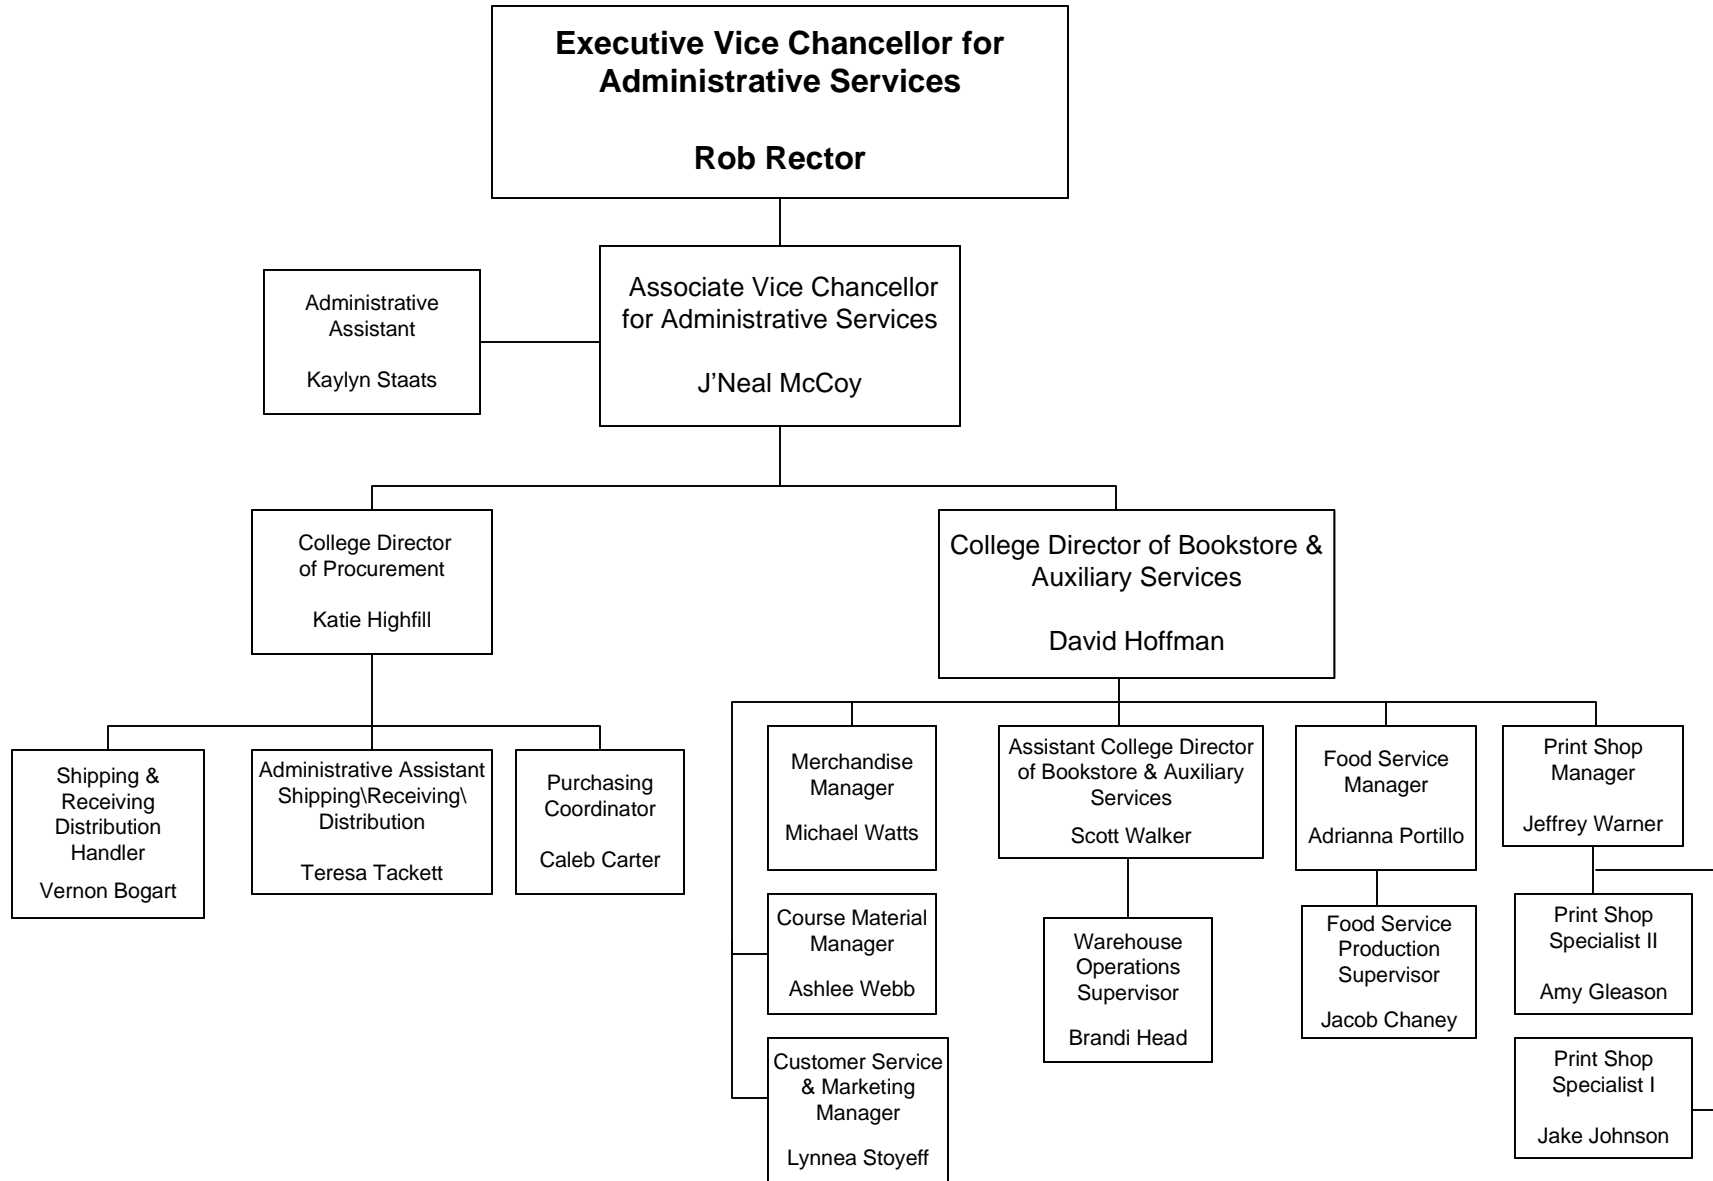 Executive Vice Chancellor for
Administrative Services
Rob Rector
Administrative
Assistant
Kaylyn Staats
Associate Vice Chancellor
for Administrative Services
J’Neal McCoy
College Director
of Procurement
Katie Highfill
College Director of Bookstore &
Auxiliary Services
David Hoffman
Shipping &
Receiving
Distribution
Handler
Vernon Bogart
Administrative Assistant
Shipping\Receiving\
Distribution
Teresa Tackett
Purchasing
Coordinator
Caleb Carter
Merchandise
Manager
Michael Watts
Assistant College Director
of Bookstore & Auxiliary
Services
Scott Walker
Food Service
Manager
Adrianna Portillo
Print Shop
Manager
Jeffrey Warner
Course Material
Manager
Ashlee Webb
Warehouse
Operations
Supervisor
Brandi Head
Food Service
Production
Supervisor
Jacob Chaney
Print Shop
Specialist II
Amy Gleason
Customer Service
& Marketing
Manager
Lynnea Stoyeff
Print Shop
Specialist I
Jake Johnson